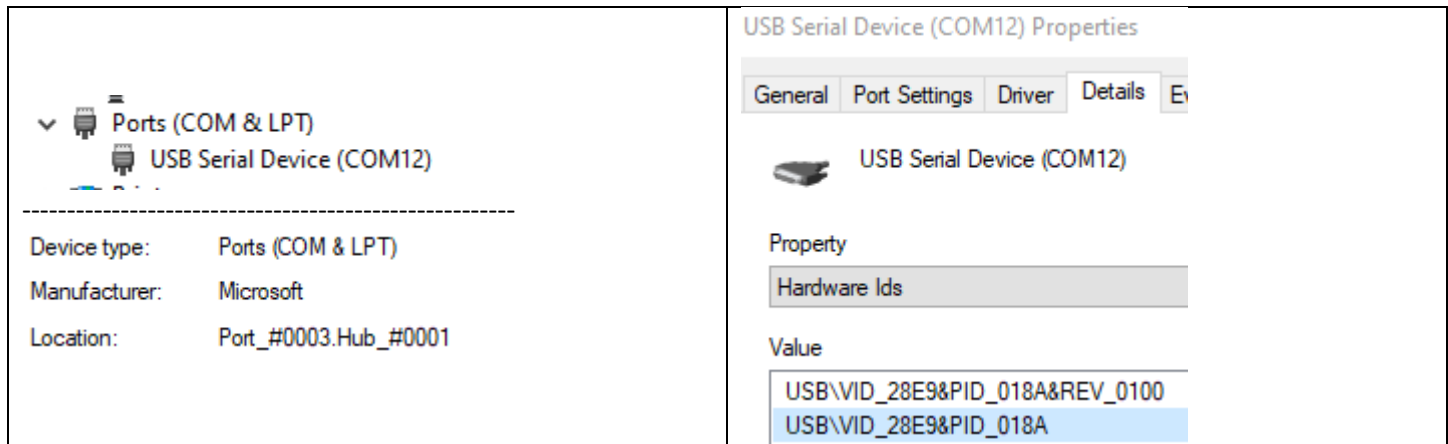 Ports (COM & LPT)
USB Serial Device (COM12)
-------------------------------------------------------
Device type: Ports (COM & LPT)
Manufacturer: Microsoft
Location: Port_#0003.Hub_#0001
USB Serial Device (COM12) Properties
General Port Settings Driver Details
USB Serial Device (COM12)
Property
Hardware Ids
Value
USB\VID_28E9&PID_018A&REV_0100
USB\VID_28E9&PID_018A